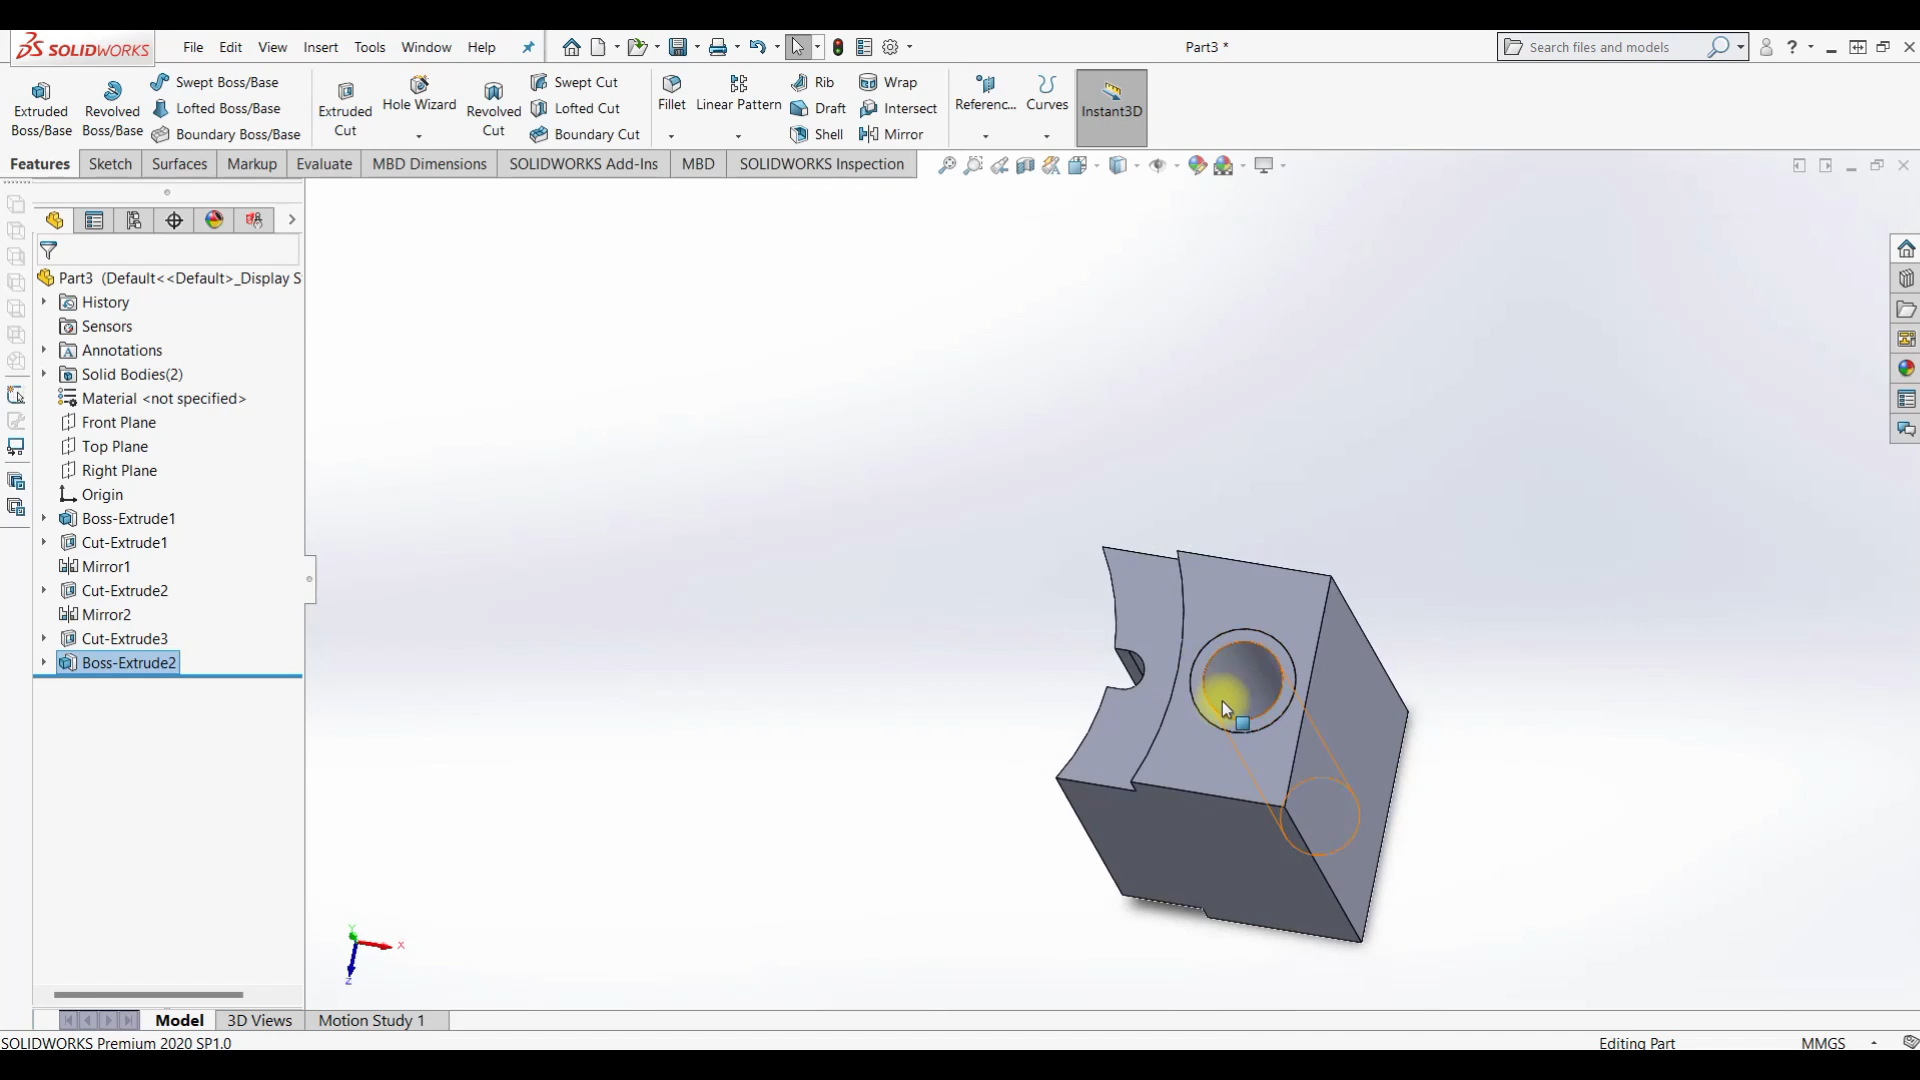 SOLIDWORKS File Edit View Insert Tools Window Help Part3 * Search files and models ?
Extruded Boss/Base
Revolved Boss/Base
Swept Boss/Base
Lofted Boss/Base
Boundary Boss/Base
Extruded Cut
Hole Wizard
Revolved Cut
Swept Cut
Lofted Cut
Boundary Cut
Fillet
Linear Pattern
Rib
Draft
Shell
Wrap
Intersect
Mirror
Referenc...
Curves
Instant3D
Features Sketch Surfaces Markup Evaluate MBD Dimensions SOLIDWORKS Add-Ins MBD SOLIDWORKS Inspection
Part3 (Default<<Default>_Display S
History
Sensors
Annotations
Solid Bodies(2)
Material <not specified>
Front Plane
Top Plane
Right Plane
Origin
Boss-Extrude1
Cut-Extrude1
Mirror1
Cut-Extrude2
Mirror2
Cut-Extrude3
Boss-Extrude2
Y
X
Z
Model 3D Views Motion Study 1
SOLIDWORKS Premium 2020 SP1.0 Editing Part MMGS